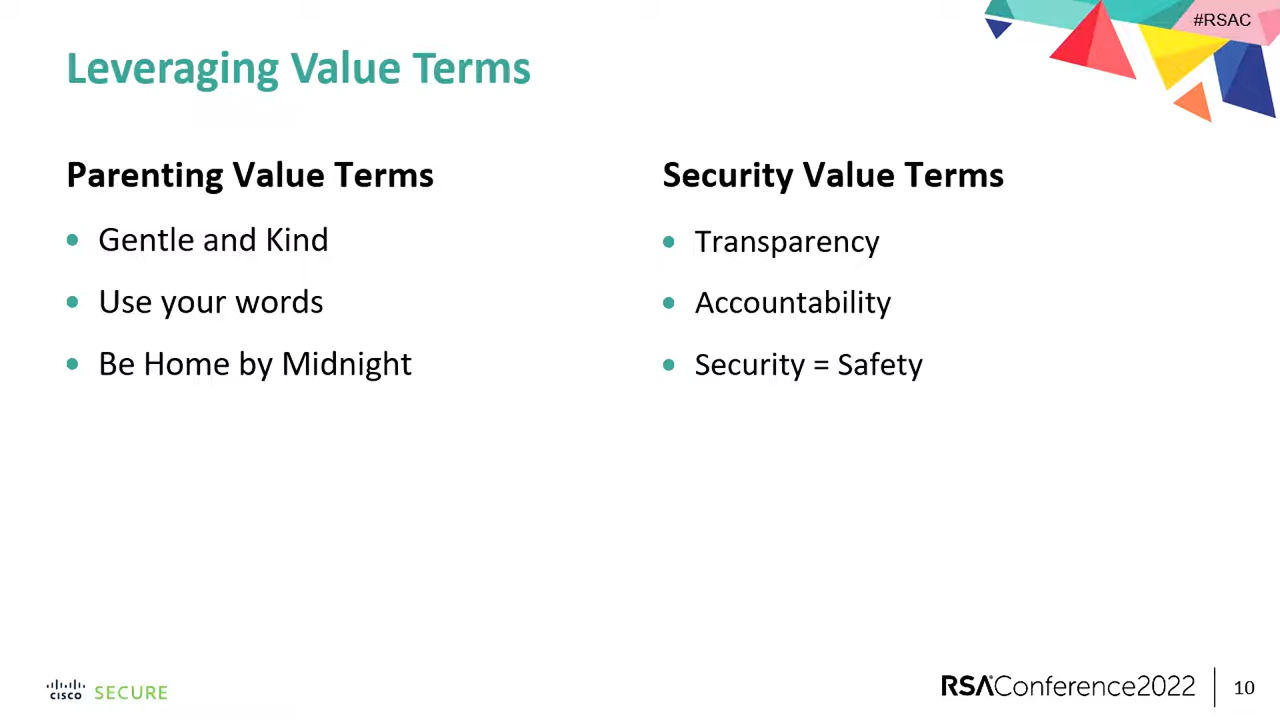 #RSAC
Leveraging Value Terms
Parenting Value Terms
• Gentle and Kind
• Use your words
• Be Home by Midnight
Security Value Terms
• Transparency
• Accountability
• Security = Safety
CISCO SECURE
RSAConference2022
10